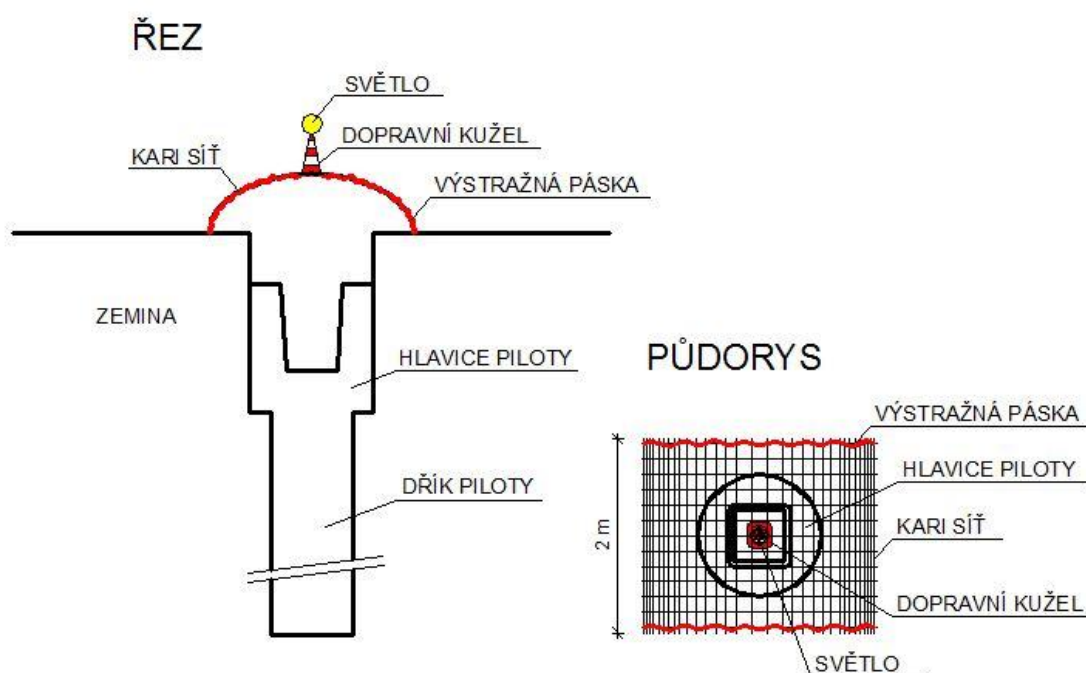 ŘEZ
SVĚTLO
DOPRAVNÍ KUŽEL
KARI SÍŤ
VÝSTRAŽNÁ PÁSKA
ZEMINA
HLAVICE PILOTY
DŘÍK PILOTY
PŮDORYS
VÝSTRAŽNÁ PÁSKA
HLAVICE PILOTY
KARI SÍŤ
2 m
DOPRAVNÍ KUŽEL
SVĚTLO